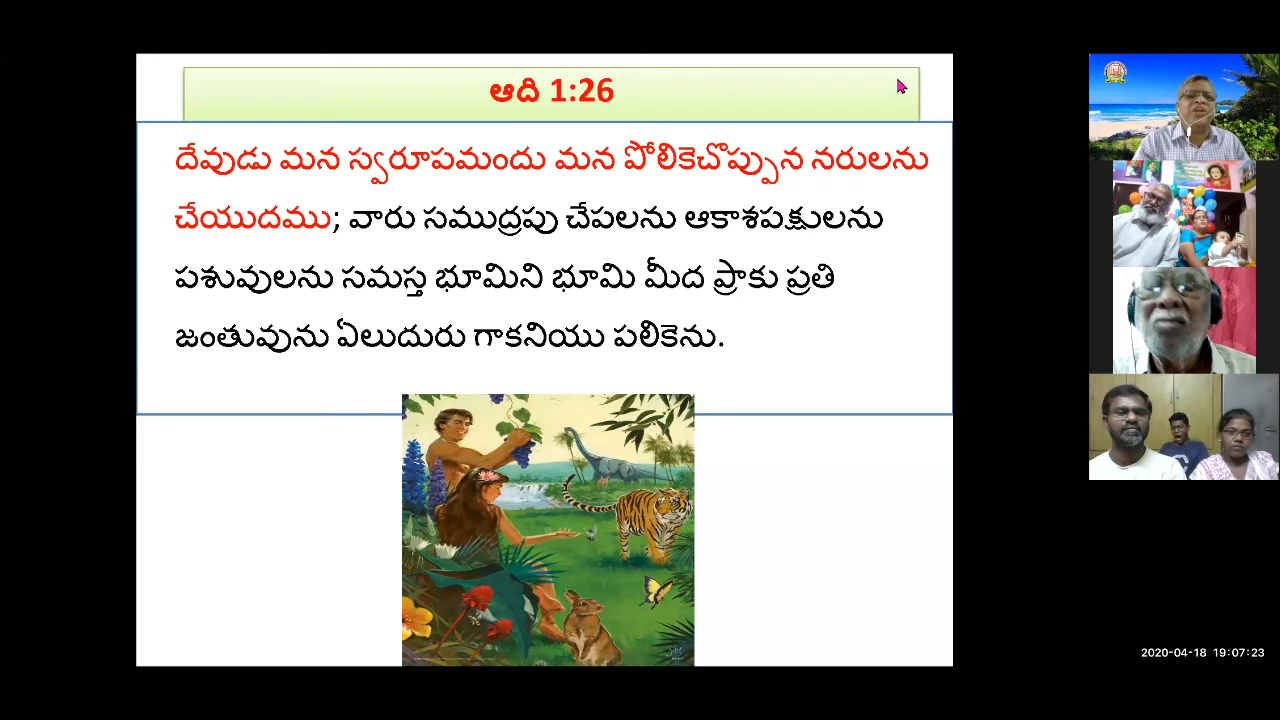 ఆది 1:26
దేవుడు మన స్వరూపమందు మన పోలికెచొప్పున నరులను
చేయుదము; వారు సముద్రపు చేపలను ఆకాశపక్షులను
పశువులను సమస్త భూమిని భూమి మీద ప్రాకు ప్రతి
జంతువును ఏలుదురు గాకనియు పలికెను.
2020-04-18 19:07:23